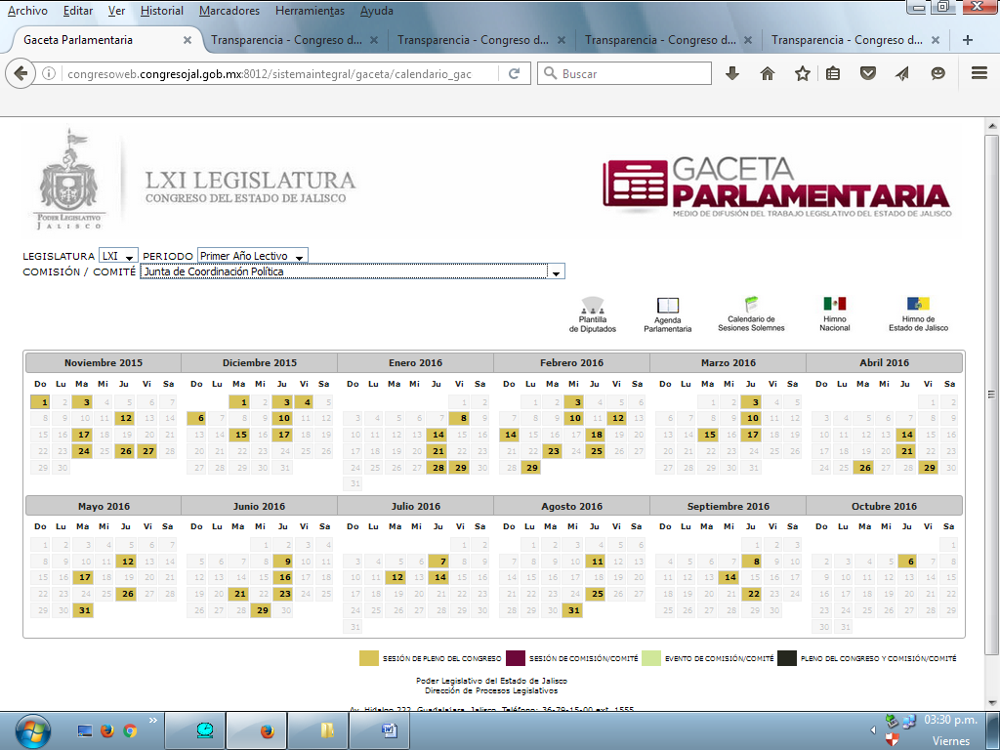 Archivo Editar Ver Historial Marcadores Herramientas Ayuda
Gaceta Parlamentaria Transparencia - Congreso d... Transparencia - Congreso d... Transparencia - Congreso d... Transparencia - Congreso d...
congresoweb.congresojal.gob.mx:8012/sistemaintegral/gaceta/calendario_gac Buscar
LXI LEGISLATURA
CONGRESO DEL ESTADO DE JALISCO
PODER LEGISLATIVO
JALISCO
GACETA
PARLAMENTARIA
MEDIO DE DIFUSIÓN DEL TRABAJO LEGISLATIVO DEL ESTADO DE JALISCO
LEGISLATURA LXI PERIODO Primer Año Lectivo
COMISIÓN / COMITÉ Junta de Coordinación Política
Plantilla de Diputados
Agenda Parlamentaria
Calendario de Sesiones Solemnes
Himno Nacional
Himno de Estado de Jalisco
Noviembre 2015
Do Lu Ma Mi Ju Vi Sa
1 2 3 4 5 6 7
8 9 10 11 12 13 14
15 16 17 18 19 20 21
22 23 24 25 26 27 28
29 30
Diciembre 2015
Do Lu Ma Mi Ju Vi Sa
1 2 3 4 5
6 7 8 9 10 11 12
13 14 15 16 17 18 19
20 21 22 23 24 25 26
27 28 29 30 31
Enero 2016
Do Lu Ma Mi Ju Vi Sa
1 2
3 4 5 6 7 8 9
10 11 12 13 14 15 16
17 18 19 20 21 22 23
24 25 26 27 28 29 30
31
Febrero 2016
Do Lu Ma Mi Ju Vi Sa
1 2 3 4 5 6
7 8 9 10 11 12 13
14 15 16 17 18 19 20
21 22 23 24 25 26 27
28 29
Marzo 2016
Do Lu Ma Mi Ju Vi Sa
1 2 3 4 5
6 7 8 9 10 11 12
13 14 15 16 17 18 19
20 21 22 23 24 25 26
27 28 29 30 31
Abril 2016
Do Lu Ma Mi Ju Vi Sa
1 2
3 4 5 6 7 8 9
10 11 12 13 14 15 16
17 18 19 20 21 22 23
24 25 26 27 28 29 30
Mayo 2016
Do Lu Ma Mi Ju Vi Sa
1 2 3 4 5 6 7
8 9 10 11 12 13 14
15 16 17 18 19 20 21
22 23 24 25 26 27 28
29 30 31
Junio 2016
Do Lu Ma Mi Ju Vi Sa
1 2 3 4
5 6 7 8 9 10 11
12 13 14 15 16 17 18
19 20 21 22 23 24 25
26 27 28 29 30
Julio 2016
Do Lu Ma Mi Ju Vi Sa
1 2
3 4 5 6 7 8 9
10 11 12 13 14 15 16
17 18 19 20 21 22 23
24 25 26 27 28 29 30
31
Agosto 2016
Do Lu Ma Mi Ju Vi Sa
1 2 3 4 5 6
7 8 9 10 11 12 13
14 15 16 17 18 19 20
21 22 23 24 25 26 27
28 29 30 31
Septiembre 2016
Do Lu Ma Mi Ju Vi Sa
1 2 3
4 5 6 7 8 9 10
11 12 13 14 15 16 17
18 19 20 21 22 23 24
25 26 27 28 29 30
Octubre 2016
Do Lu Ma Mi Ju Vi Sa
1
2 3 4 5 6 7 8
9 10 11 12 13 14 15
16 17 18 19 20 21 22
23 24 25 26 27 28 29
30 31
SESIÓN DE PLENO DEL CONGRESO SESIÓN DE COMISIÓN/COMITÉ EVENTO DE COMISIÓN/COMITÉ PLENO DEL CONGRESO Y COMISIÓN/COMITÉ
Poder Legislativo del Estado de Jalisco
Dirección de Procesos Legislativos
Av. Hidalgo 222. Guadalajara, Jalisco. Teléfono: 36-79-15-00 ext. 1555
03:30 p.m.
Viernes